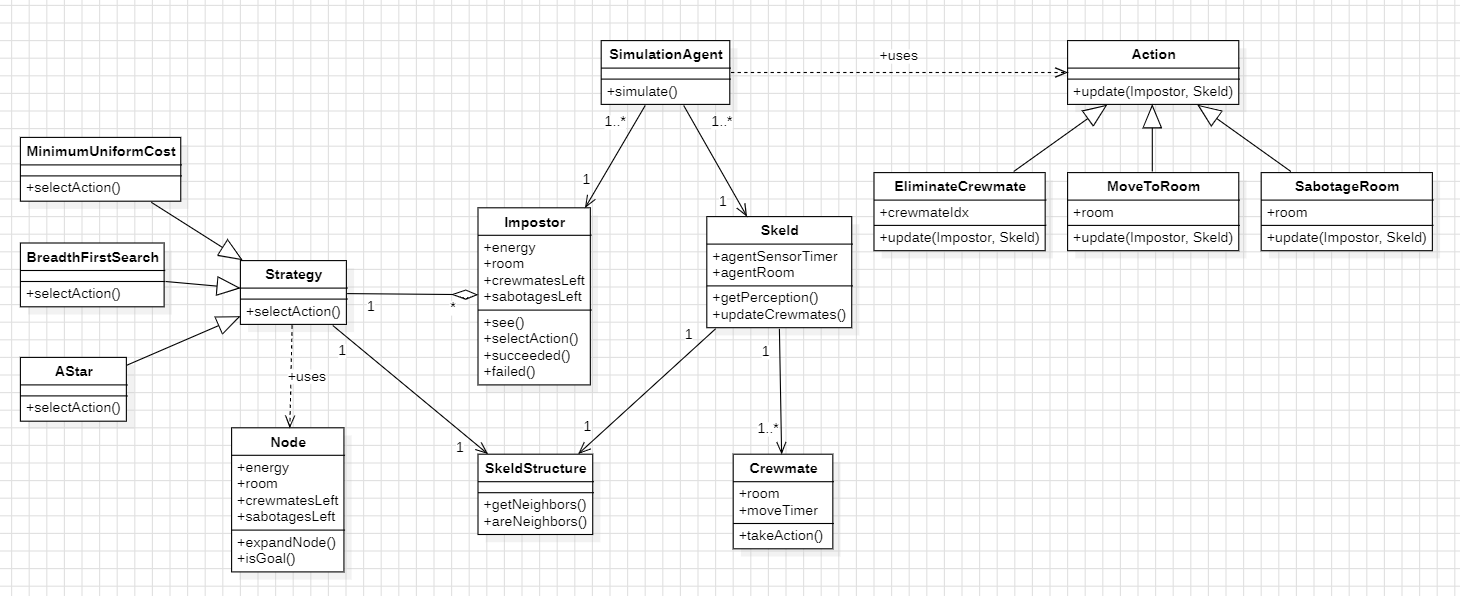 SimulationAgent
+simulate()
+uses
Action
+update(Impostor, Skeld)
1..*
1..*
1
1
MinimumUniformCost
+selectAction()
BreadthFirstSearch
+selectAction()
AStar
+selectAction()
Strategy
+selectAction()
1
*
Impostor
+energy
+room
+crewmatesLeft
+sabotagesLeft
+see()
+selectAction()
+succeeded()
+failed()
Skeld
+agentSensorTimer
+agentRoom
+getPerception()
+updateCrewmates()
EliminateCrewmate
+crewmateIdx
+update(Impostor, Skeld)
MoveToRoom
+room
+update(Impostor, Skeld)
SabotageRoom
+room
+update(Impostor, Skeld)
+uses
1
1
1
1
1
1..*
Node
+energy
+room
+crewmatesLeft
+sabotagesLeft
+expandNode()
+isGoal()
SkeldStructure
+getNeighbors()
+areNeighbors()
Crewmate
+room
+moveTimer
+takeAction()